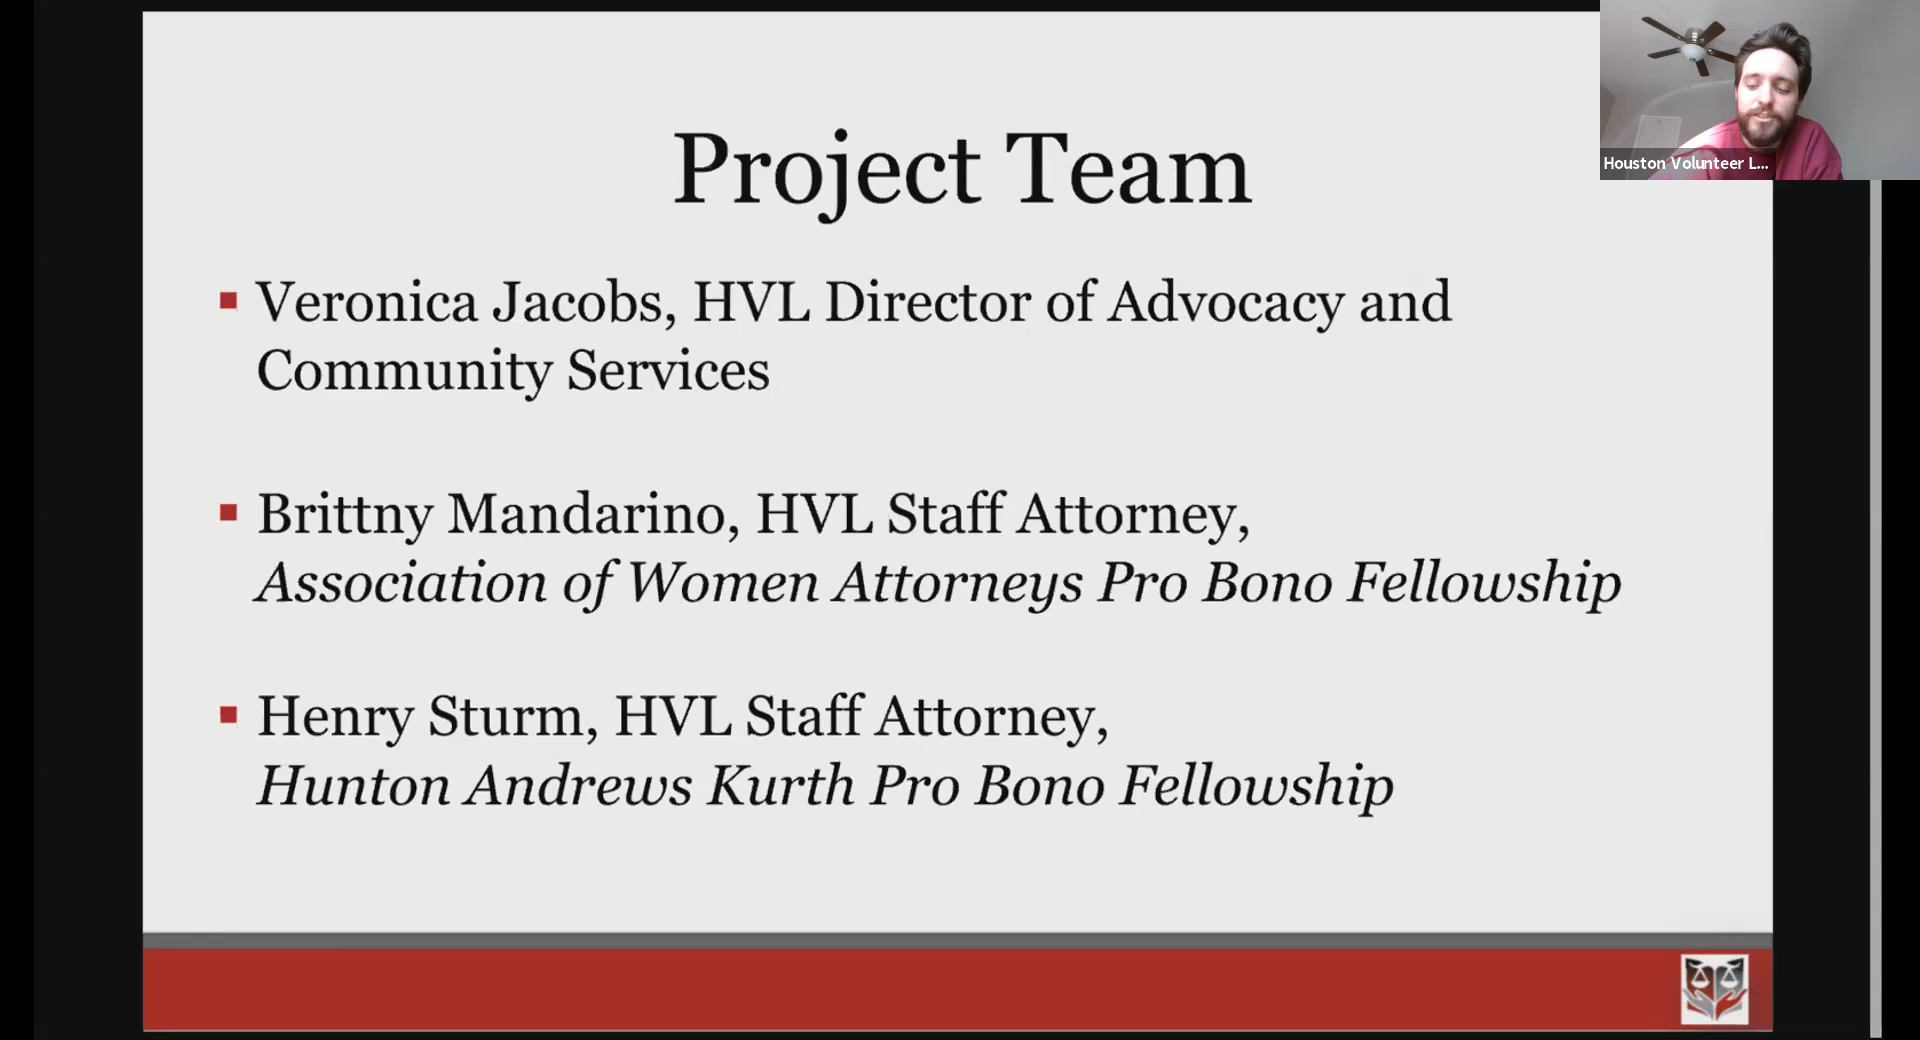 Project Team
Houston Volunteer L...
Veronica Jacobs, HVL Director of Advocacy and
Community Services
Brittny Mandarino, HVL Staff Attorney,
Association of Women Attorneys Pro Bono Fellowship
Henry Sturm, HVL Staff Attorney,
Hunton Andrews Kurth Pro Bono Fellowship